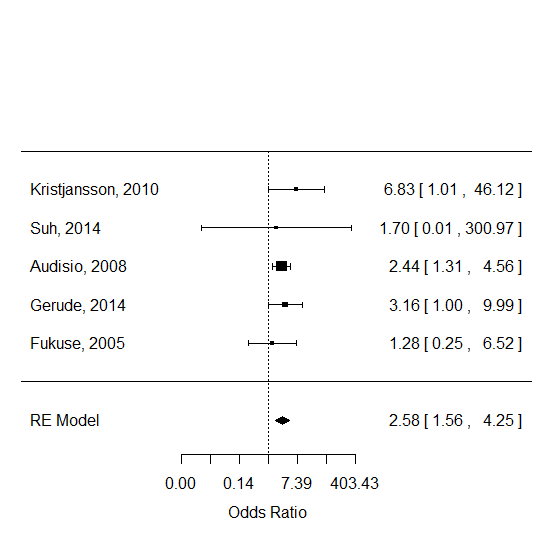 Kristjansson, 2010 6.83 [ 1.01 , 46.12 ]
Suh, 2014 1.70 [ 0.01 , 300.97 ]
Audisio, 2008 2.44 [ 1.31 , 4.56 ]
Gerude, 2014 3.16 [ 1.00 , 9.99 ]
Fukuse, 2005 1.28 [ 0.25 , 6.52 ]
RE Model 2.58 [ 1.56 , 4.25 ]
0.00 0.14 7.39 403.43
Odds Ratio